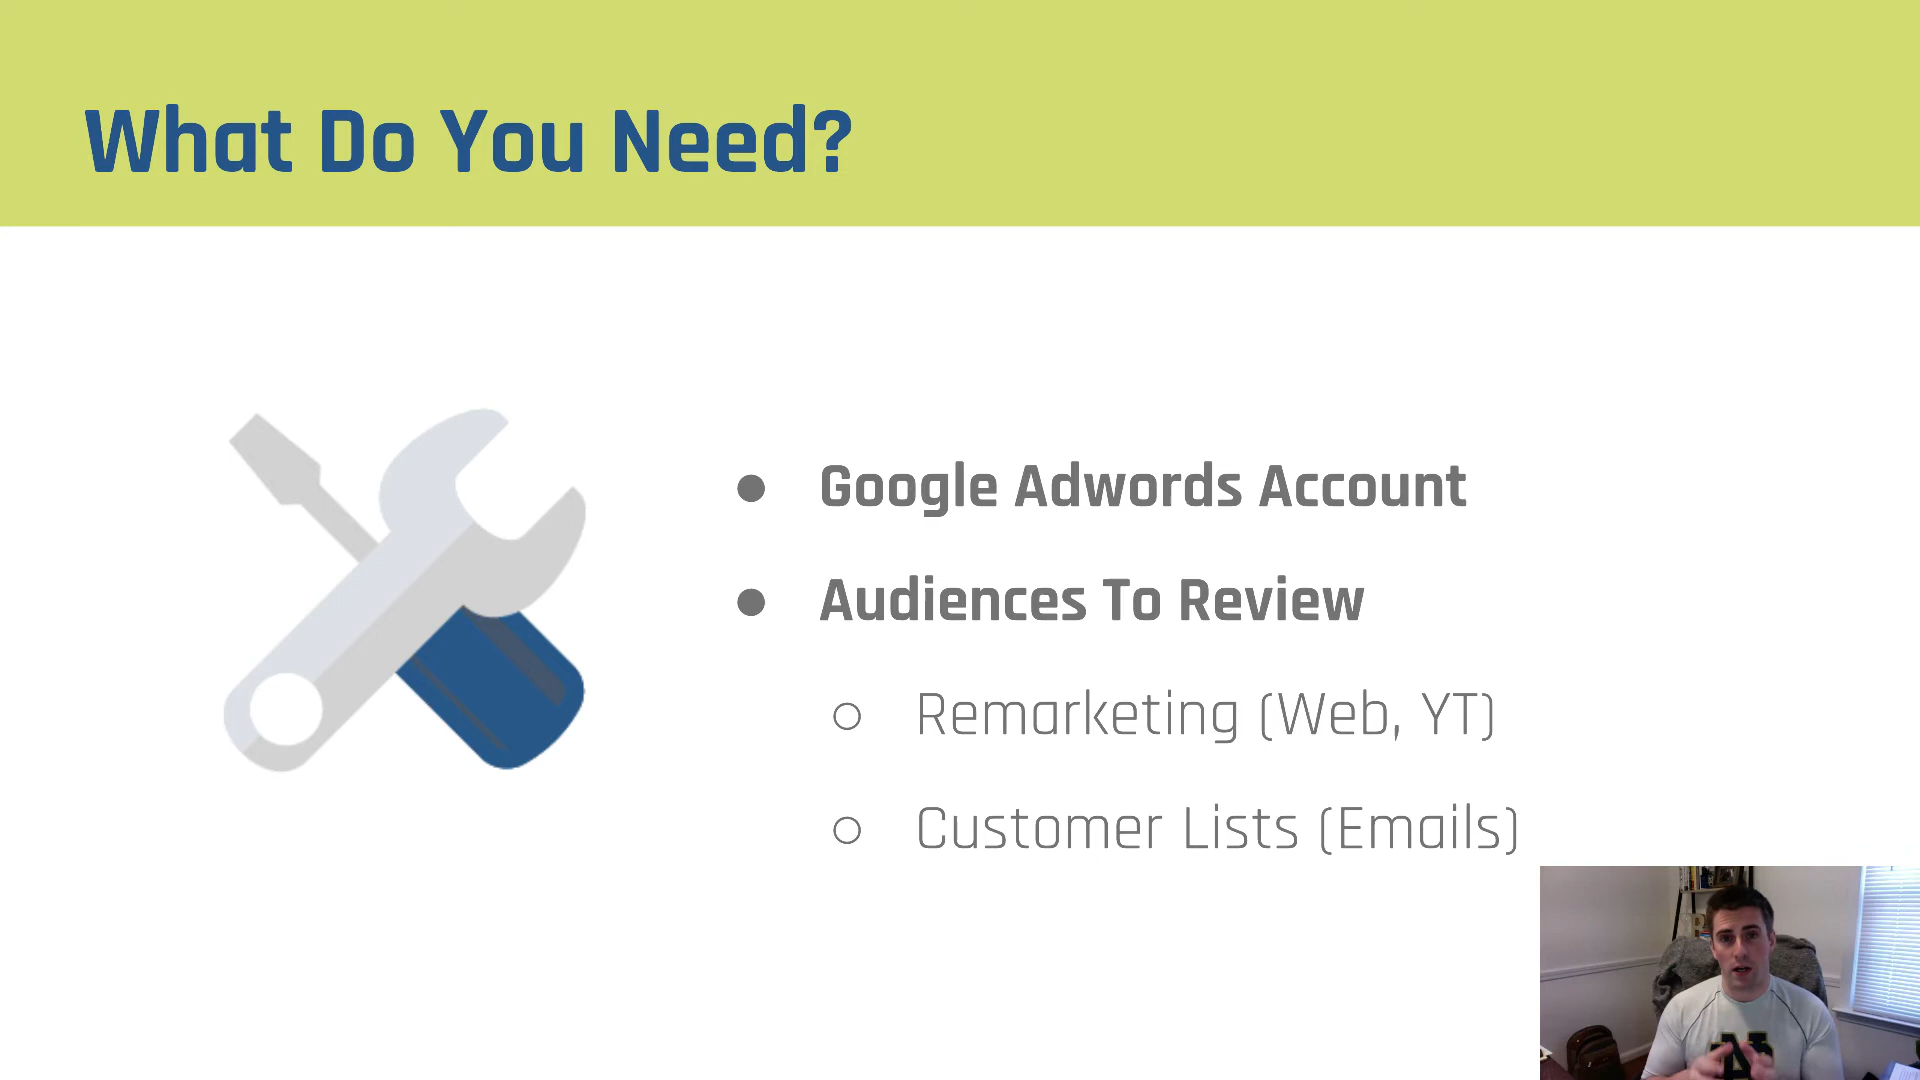 What Do You Need?
Google Adwords Account
Audiences To Review
Remarketing (Web, YT)
Customer Lists (Emails)